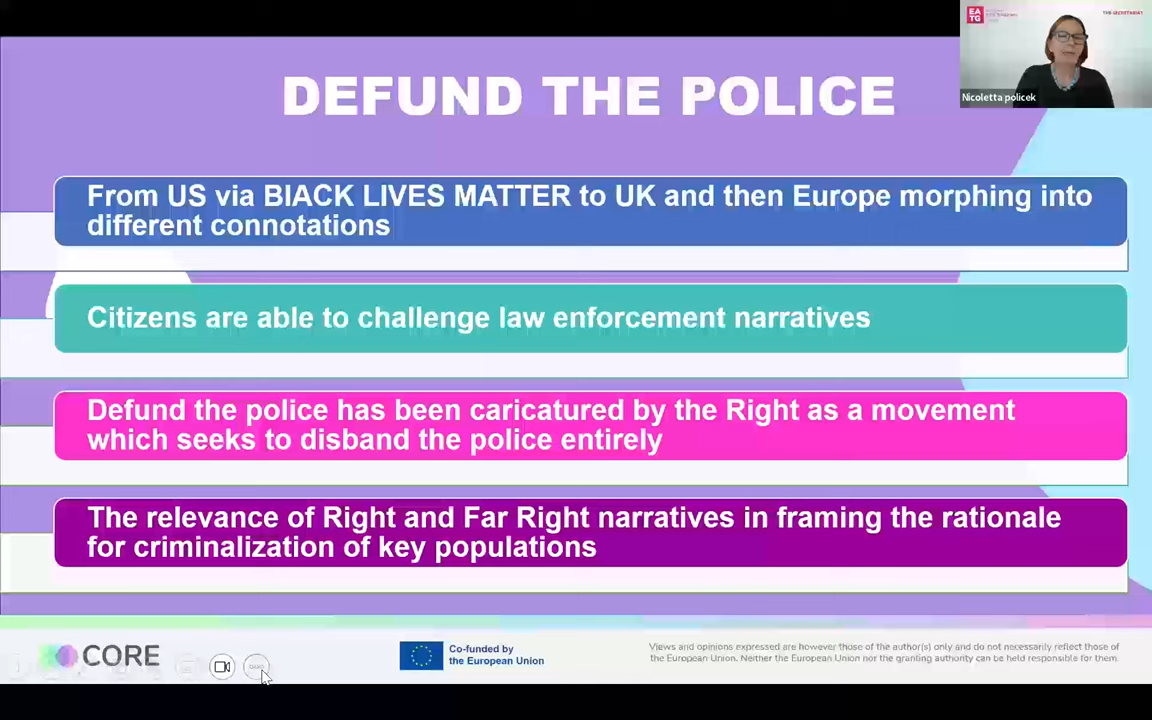 EA
TG
DEFUND THE POLICE
Nicoletta policek
From US via BlACK LIVES MATTER to UK and then Europe morphing into
different connotations
Citizens are able to challenge law enforcement narratives
Defund the police has been caricatured by the Right as a movement
which seeks to disband the police entirely
The relevance of Right and Far Right narratives in framing the rationale
for criminalization of key populations
CORE
Co-funded by
the European Union
Views and opinions expressed are however those of the author(s) only and do not necessarily reflect those of
the European Union. Neither the European Union nor the granting authority can be held responsible for them.